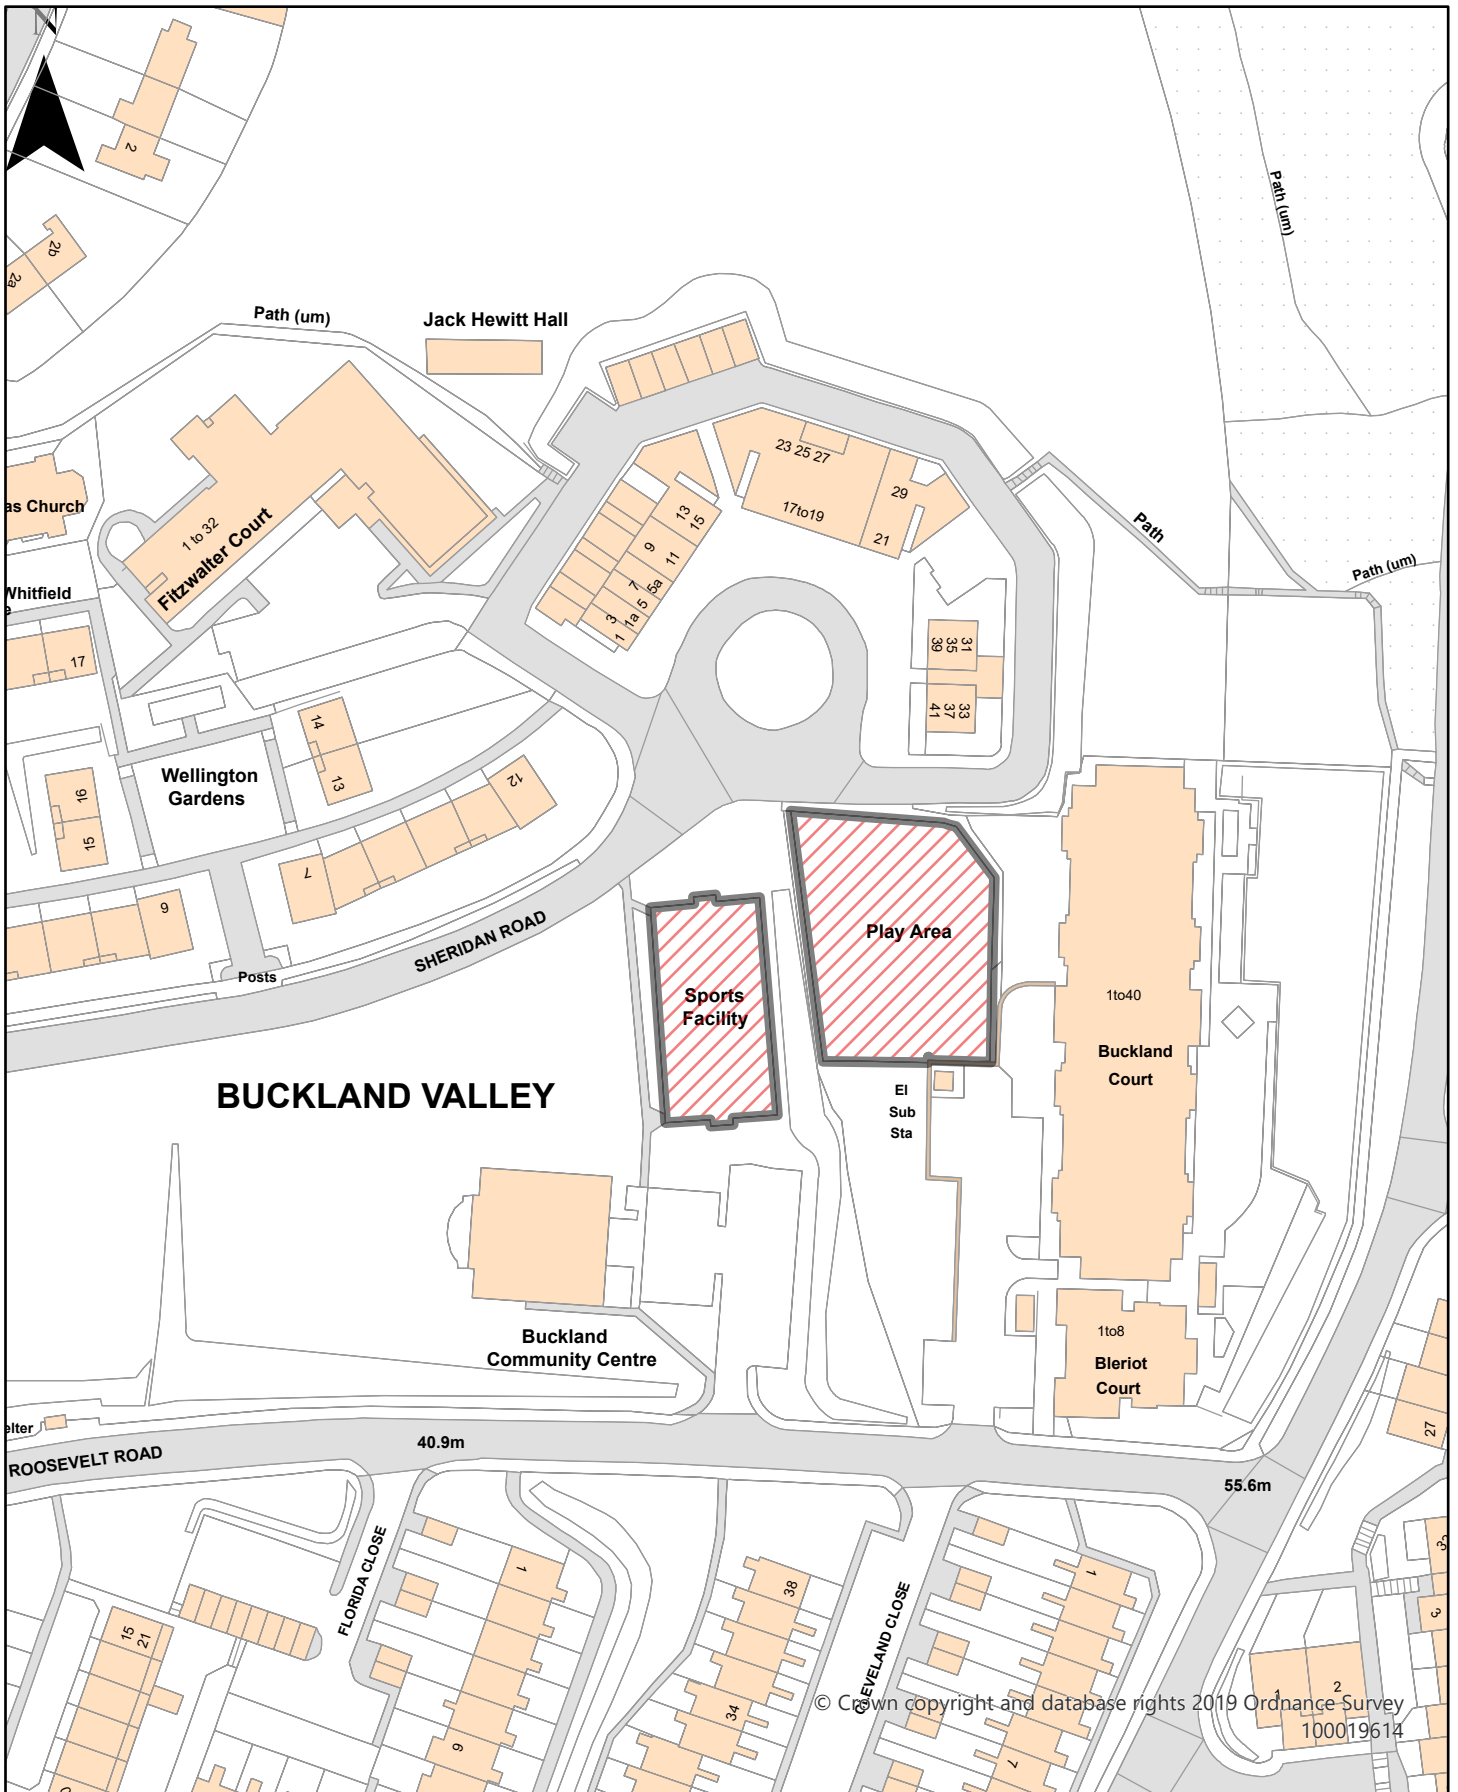 N
2
2b
2a
Path (um)
Path (um)
Jack Hewitt Hall
as Church
1 to 32
Fitzwalter Court
23 25 27
29
17to19
21
13
15
9
11
7
5a
5
3
1a
1
Path
Path (um)
Whitfield
e
17
31
35
39
33
37
41
14
13
Wellington
Gardens
16
15
12
7
9
Posts
SHERIDAN ROAD
Play Area
Sports
Facility
1to40
Buckland
Court
BUCKLAND VALLEY
El
Sub
Sta
Buckland
Community Centre
1to8
Bleriot
Court
elter
ROOSEVELT ROAD
40.9m
55.6m
27
FLORIDA CLOSE
CLEVELAND CLOSE
1
38
1
15
21
3
34
9
7
1
2
© Crown copyright and database rights 2019 Ordnance Survey
100019614